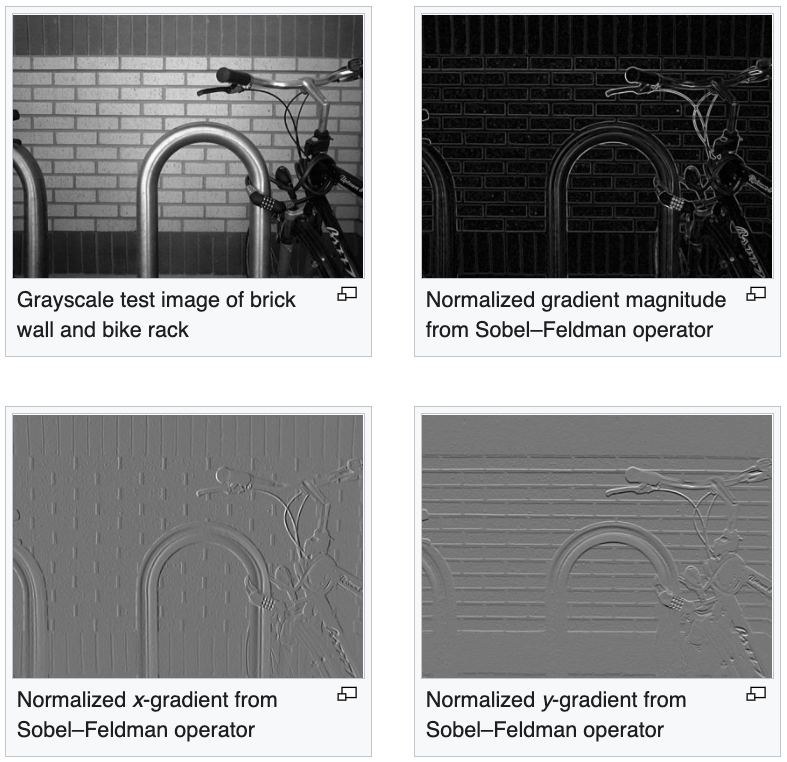 Grayscale test image of brick
wall and bike rack
Normalized gradient magnitude
from Sobel–Feldman operator
Normalized x-gradient from
Sobel–Feldman operator
Normalized y-gradient from
Sobel–Feldman operator